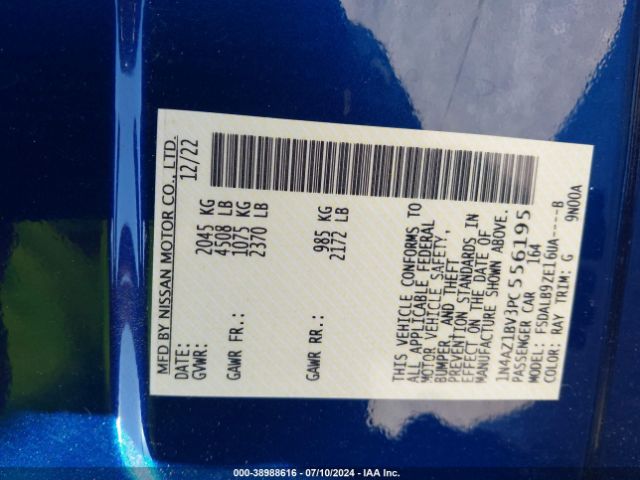 MFD BY NISSAN MOTOR CO., LTD.
DATE: 12/22
GVWR: 2045 KG
4508 LB
GAWR FR: 1075 KG
2370 LB
GAWR RR: 985 KG
2172 LB
THIS VEHICLE CONFORMS TO
ALL APPLICABLE FEDERAL
MOTOR VEHICLE SAFETY,
BUMPER, AND THEFT
PREVENTION STANDARDS IN
EFFECT ON THE DATE OF
MANUFACTURE SHOWN ABOVE.
1N4AZ1BV3PC556195
PASSENGER CAR 164
MODEL: FSDALB9ZE16UA-----B
COLOR: RAY TRIM: G 9N00A
000-38988616 - 07/10/2024 - IAA Inc.